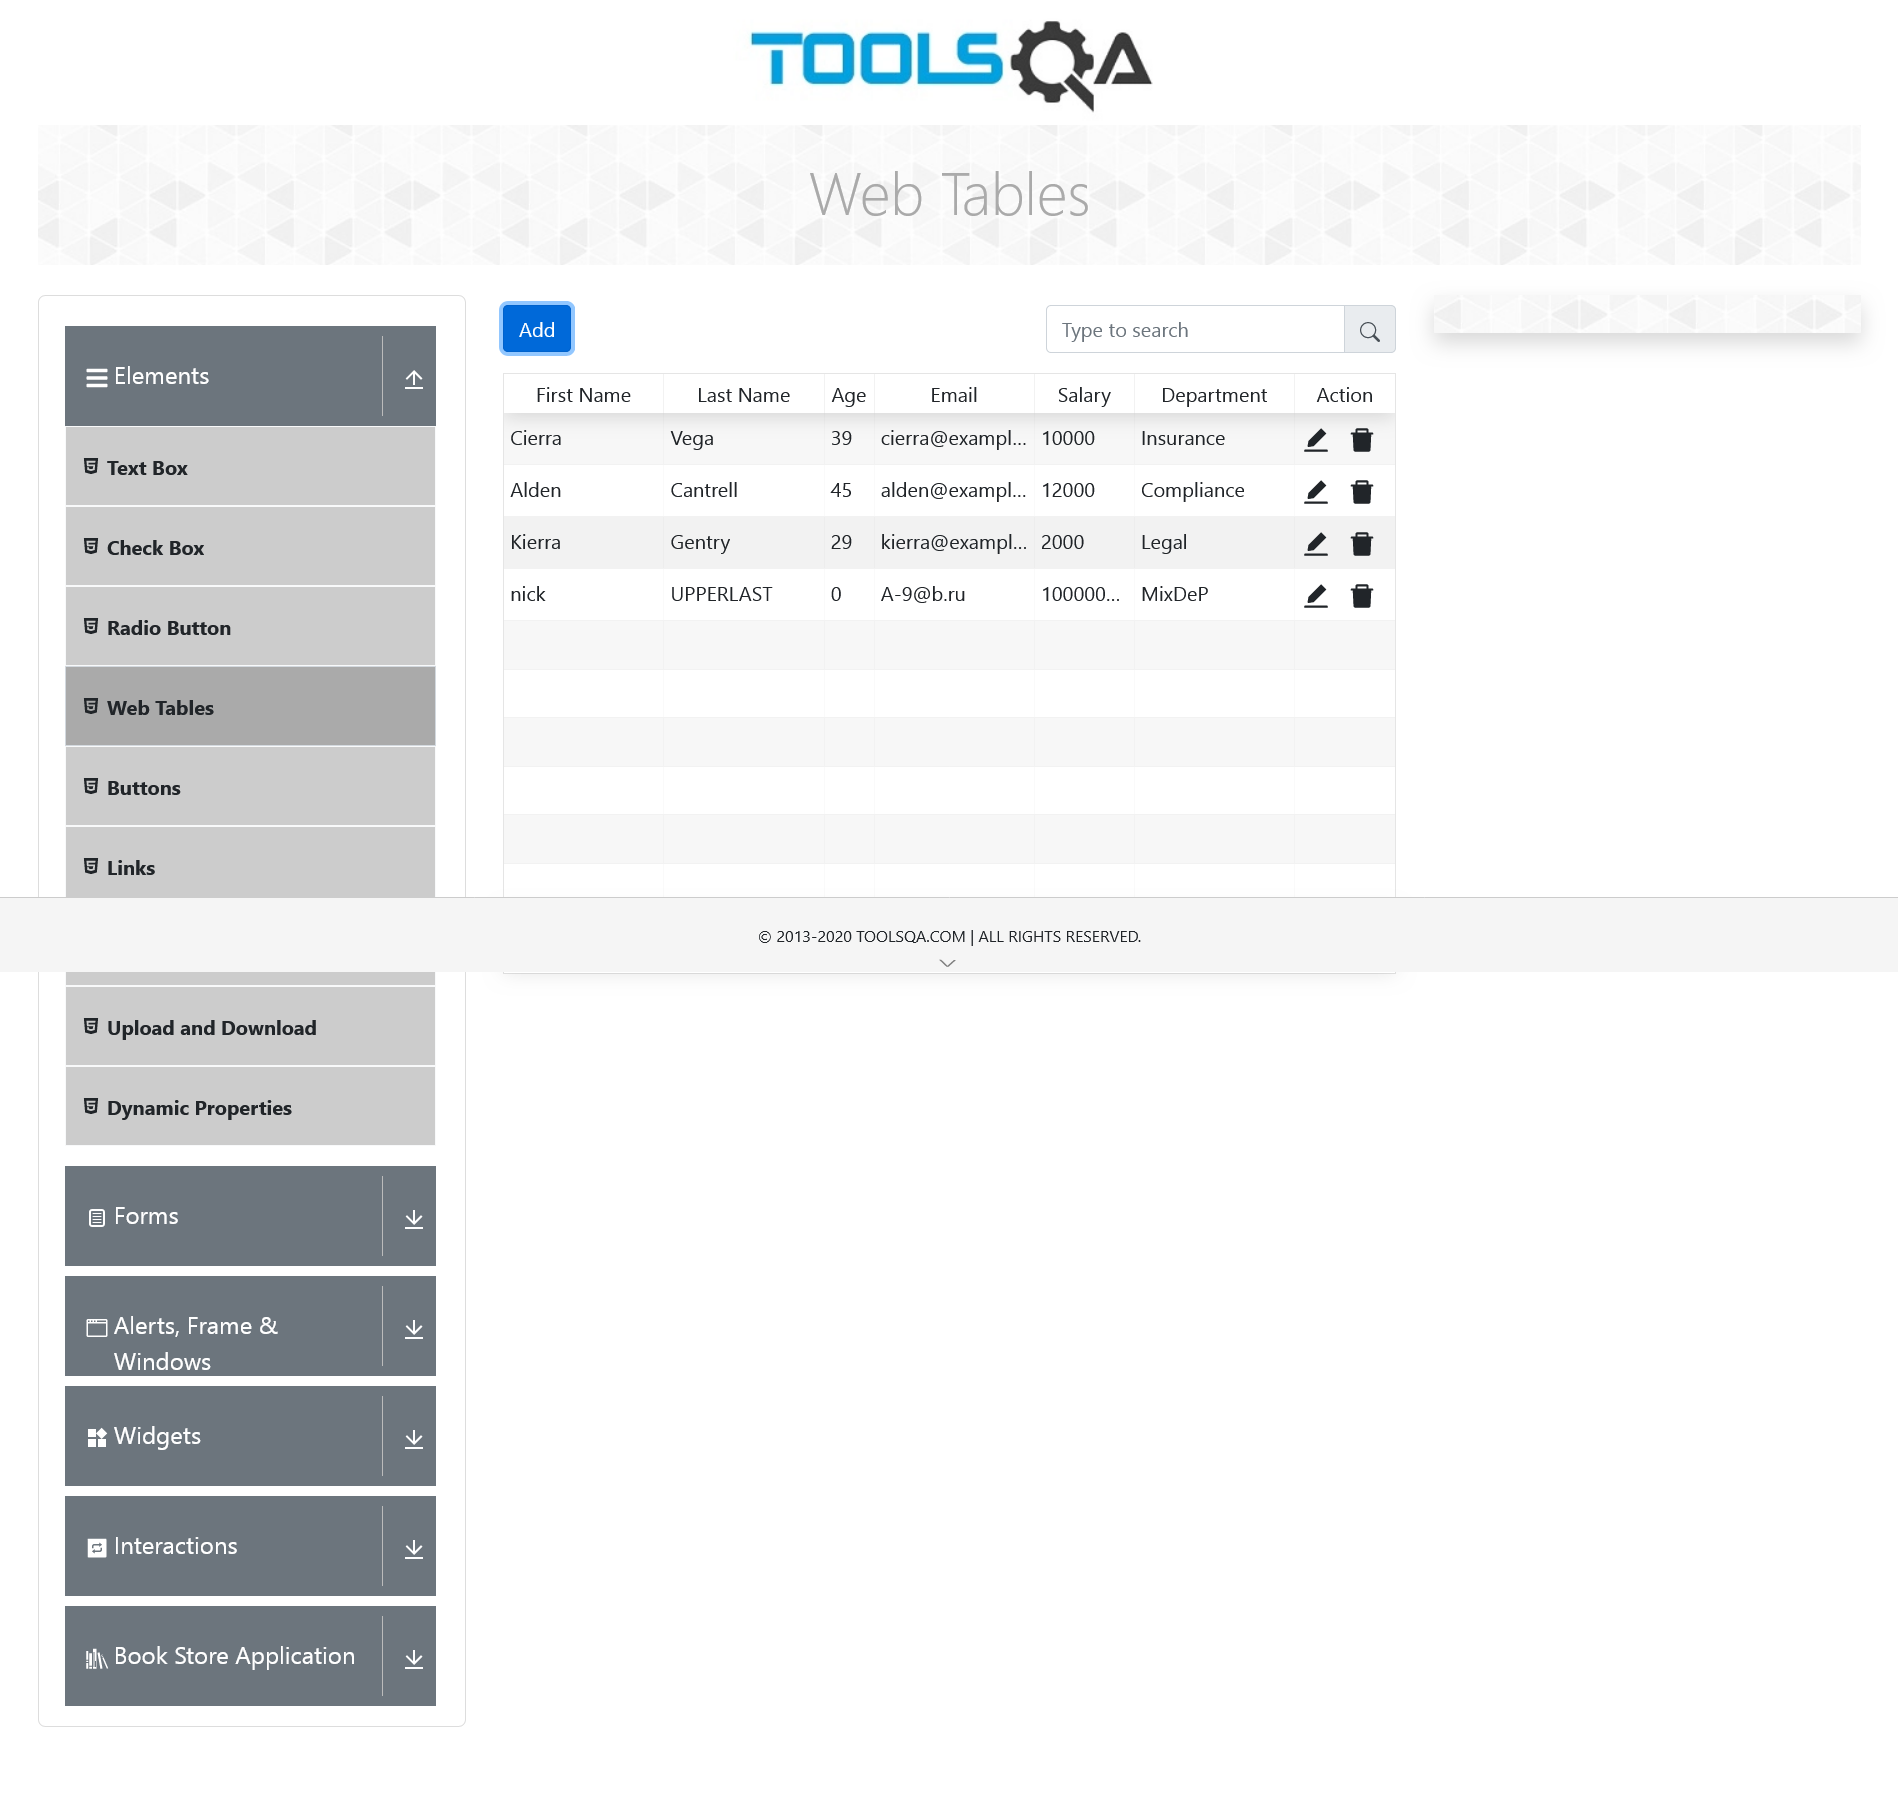 TOOLSQA
Web Tables
Elements
Text Box
Check Box
Radio Button
Web Tables
Buttons
Links
Upload and Download
Dynamic Properties
Forms
Alerts, Frame &
Windows
Widgets
Interactions
Book Store Application
Add
Type to search
First Name Last Name Age Email Salary Department Action
Cierra Vega 39 cierra@exampl... 10000 Insurance
Alden Cantrell 45 alden@exampl... 12000 Compliance
Kierra Gentry 29 kierra@exampl... 2000 Legal
nick UPPERLAST 0 A-9@b.ru 100000... MixDeP
© 2013-2020 TOOLSQA.COM | ALL RIGHTS RESERVED.